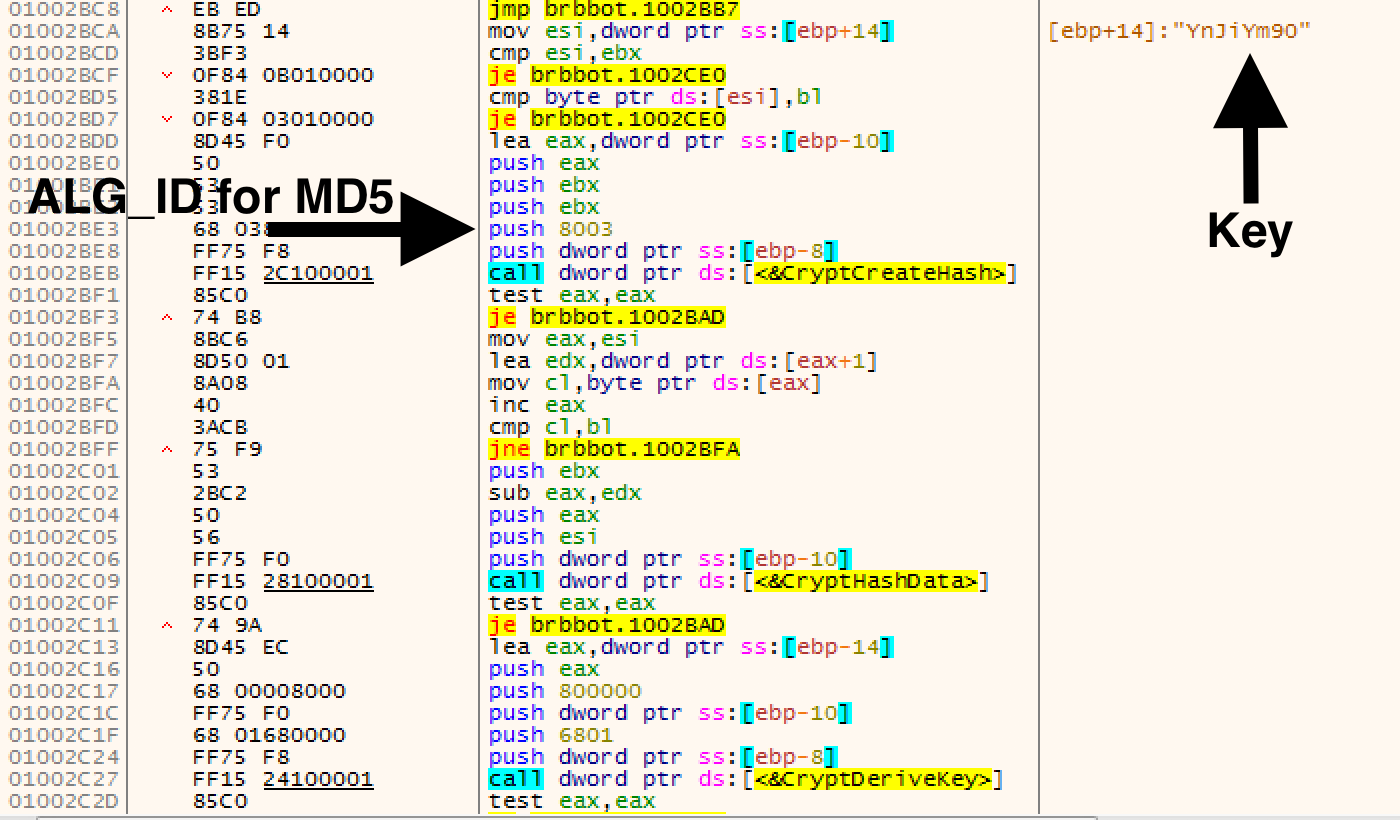 01002BC8 EB ED jmp brbbot.1002BB7
01002BCA 8B75 14 mov esi,dword ptr ss:[ebp+14] [ebp+14]:"YnJiYm90"
01002BCD 3BF3 cmp esi,ebx
01002BCF 0F84 0B010000 je brbbot.1002CE0
01002BD5 381E cmp byte ptr ds:[esi],bl
01002BD7 0F84 03010000 je brbbot.1002CE0
01002BDD 8D45 F0 lea eax,dword ptr ss:[ebp-10]
01002BE0 50 push eax
53 push ebx
ALG_ID for MD5
53 push ebx
01002BE3 68 038 push 8003
Key
01002BE8 FF75 F8 push dword ptr ss:[ebp-8]
01002BEB FF15 2C100001 call dword ptr ds:[<&CryptCreateHash>]
01002BF1 85C0 test eax,eax
01002BF3 74 B8 je brbbot.1002BAD
01002BF5 8BC6 mov eax,esi
01002BF7 8D50 01 lea edx,dword ptr ds:[eax+1]
01002BFA 8A08 mov cl,byte ptr ds:[eax]
01002BFC 40 inc eax
01002BFD 3ACB cmp cl,bl
01002BFF 75 F9 jne brbbot.1002BFA
01002C01 53 push ebx
01002C02 2BC2 sub eax,edx
01002C04 50 push eax
01002C05 56 push esi
01002C06 FF75 F0 push dword ptr ss:[ebp-10]
01002C09 FF15 28100001 call dword ptr ds:[<&CryptHashData>]
01002C0F 85C0 test eax,eax
01002C11 74 9A je brbbot.1002BAD
01002C13 8D45 EC lea eax,dword ptr ss:[ebp-14]
01002C16 50 push eax
01002C17 68 00008000 push 800000
01002C1C FF75 F0 push dword ptr ss:[ebp-10]
01002C1F 68 01680000 push 6801
01002C24 FF75 F8 push dword ptr ss:[ebp-8]
01002C27 FF15 24100001 call dword ptr ds:[<&CryptDeriveKey>]
01002C2D 85C0 test eax,eax